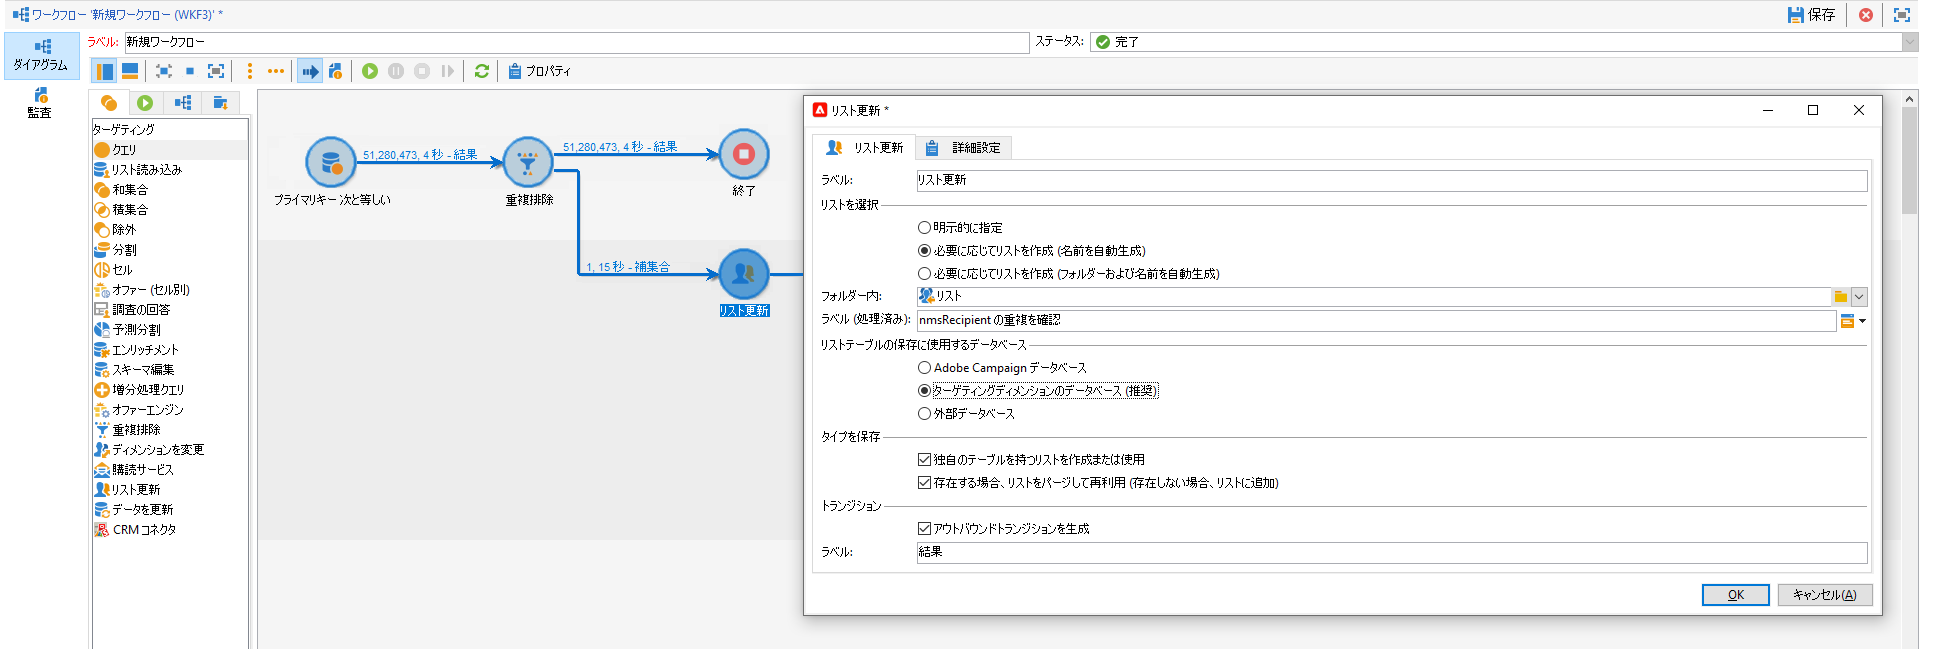 ワークフロー '新規ワークフロー (WKF3)' *
保存
ダイアグラム
監査
ラベル: 新規ワークフロー
ステータス: 完了
プロパティ
ターゲティング
クエリ
リスト読み込み
和集合
積集合
除外
分割
セル
オファー (セル別)
調査の回答
予測分割
エンリッチメント
スキーマ編集
増分処理クエリ
オファーエンジン
重複排除
ディメンションを変更
購読サービス
リスト更新
データを更新
CRM コネクタ
51,280,473, 4 秒 - 結果
51,280,473, 4 秒 - 結果
プライマリキー 次と等しい
重複排除
終了
1, 15 秒 - 補集合
リスト更新
リスト更新 *
リスト更新
詳細設定
ラベル: リスト更新
リストを選択
明示的に指定
必要に応じてリストを作成 (名前を自動生成)
必要に応じてリストを作成 (フォルダーおよび名前を自動生成)
フォルダー内: リスト
ラベル (処理済み): nmsRecipient の重複を確認
リストテーブルの保存に使用するデータベース
Adobe Campaign データベース
ターゲティングディメンションのデータベース (推奨)
外部データベース
タイプを保存
独自のテーブルを持つリストを作成または使用
存在する場合、リストをパージして再利用 (存在しない場合、リストに追加)
トランジション
アウトバウンドトランジションを生成
ラベル: 結果
OK
キャンセル(A)